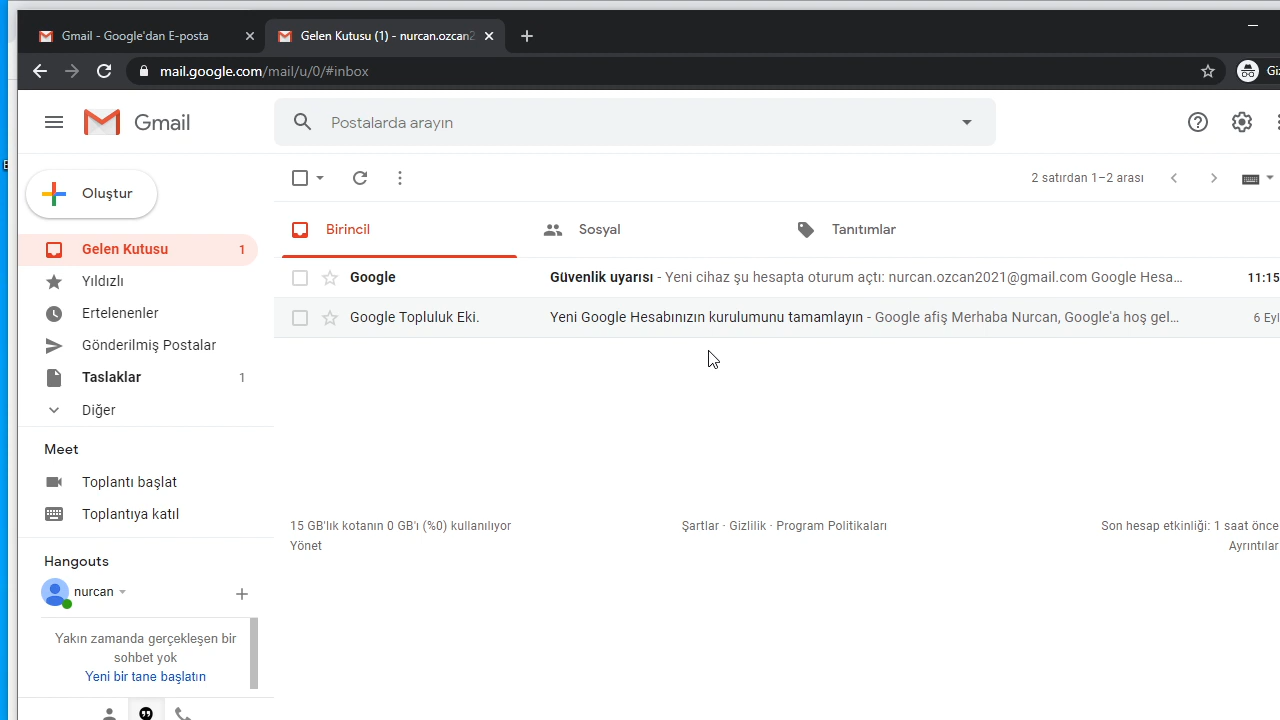 Gmail - Google'dan E-posta
Gelen Kutusu (1) - nurcan.ozcan2
mail.google.com/mail/u/0/#inbox
Gmail
Postalarda arayın
Oluştur
2 satırdan 1–2 arası
Gelen Kutusu 1
Yıldızlı
Ertelenenler
Gönderilmiş Postalar
Taslaklar 1
Diğer
Birincil
Sosyal
Tanıtımlar
Google Güvenlik uyarısı - Yeni cihaz şu hesapta oturum açtı: nurcan.ozcan2021@gmail.com Google Hesa... 11:15
Google Topluluk Eki. Yeni Google Hesabınızın kurulumunu tamamlayın - Google afiş Merhaba Nurcan, Google'a hoş gel... 6 Eyl
Meet
Toplantı başlat
Toplantıya katıl
Hangouts
nurcan
Yakın zamanda gerçekleşen bir
sohbet yok
Yeni bir tane başlatın
15 GB'lık kotanın 0 GB'ı (%0) kullanılıyor
Yönet
Şartlar · Gizlilik · Program Politikaları
Son hesap etkinliği: 1 saat önce
Ayrıntılar